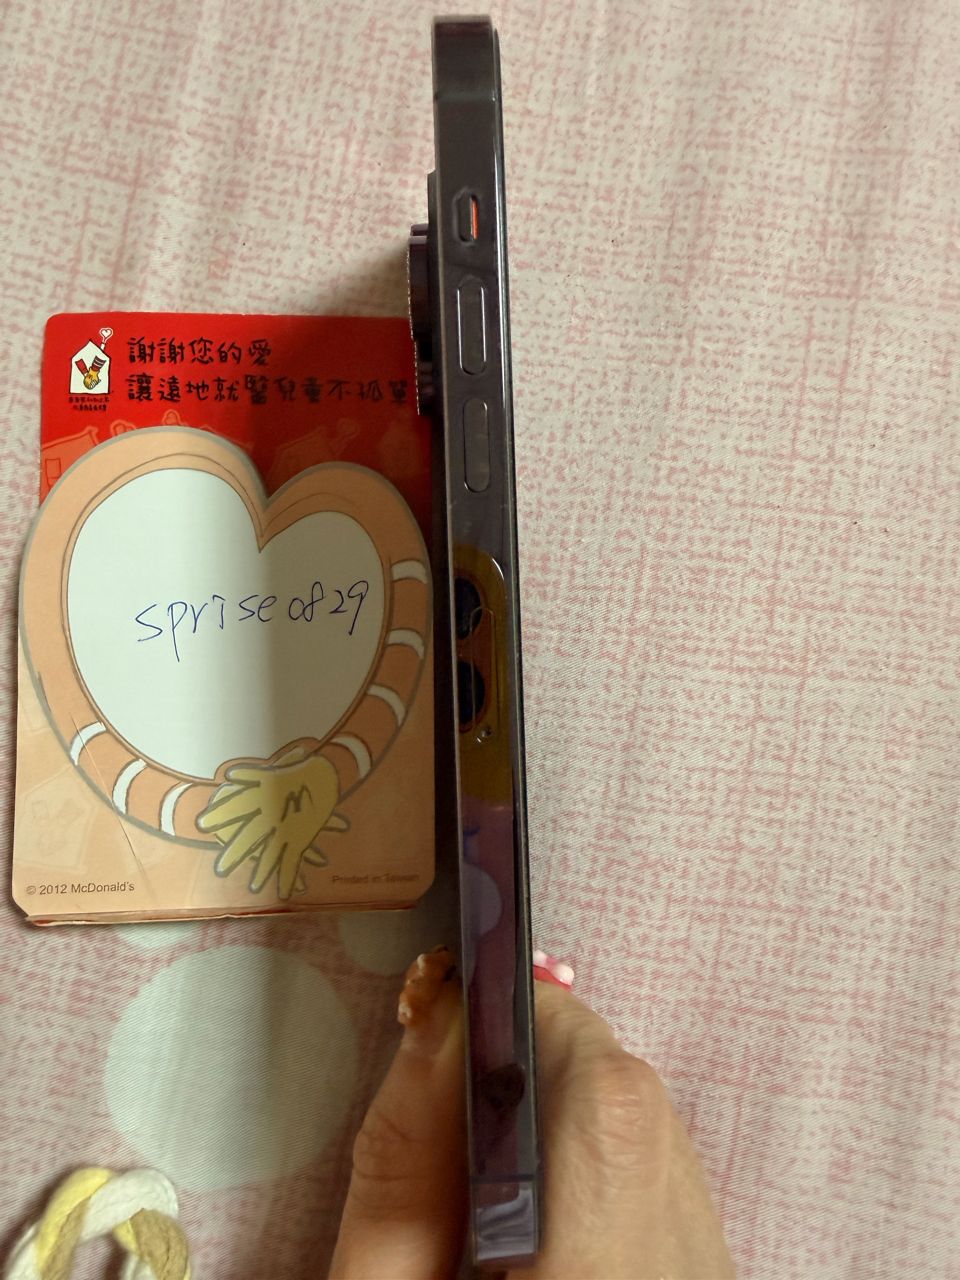 謝謝您的愛
讓遠地就醫兒童不孤單
sprise0829
© 2012 McDonald's
Printed in Taiwan